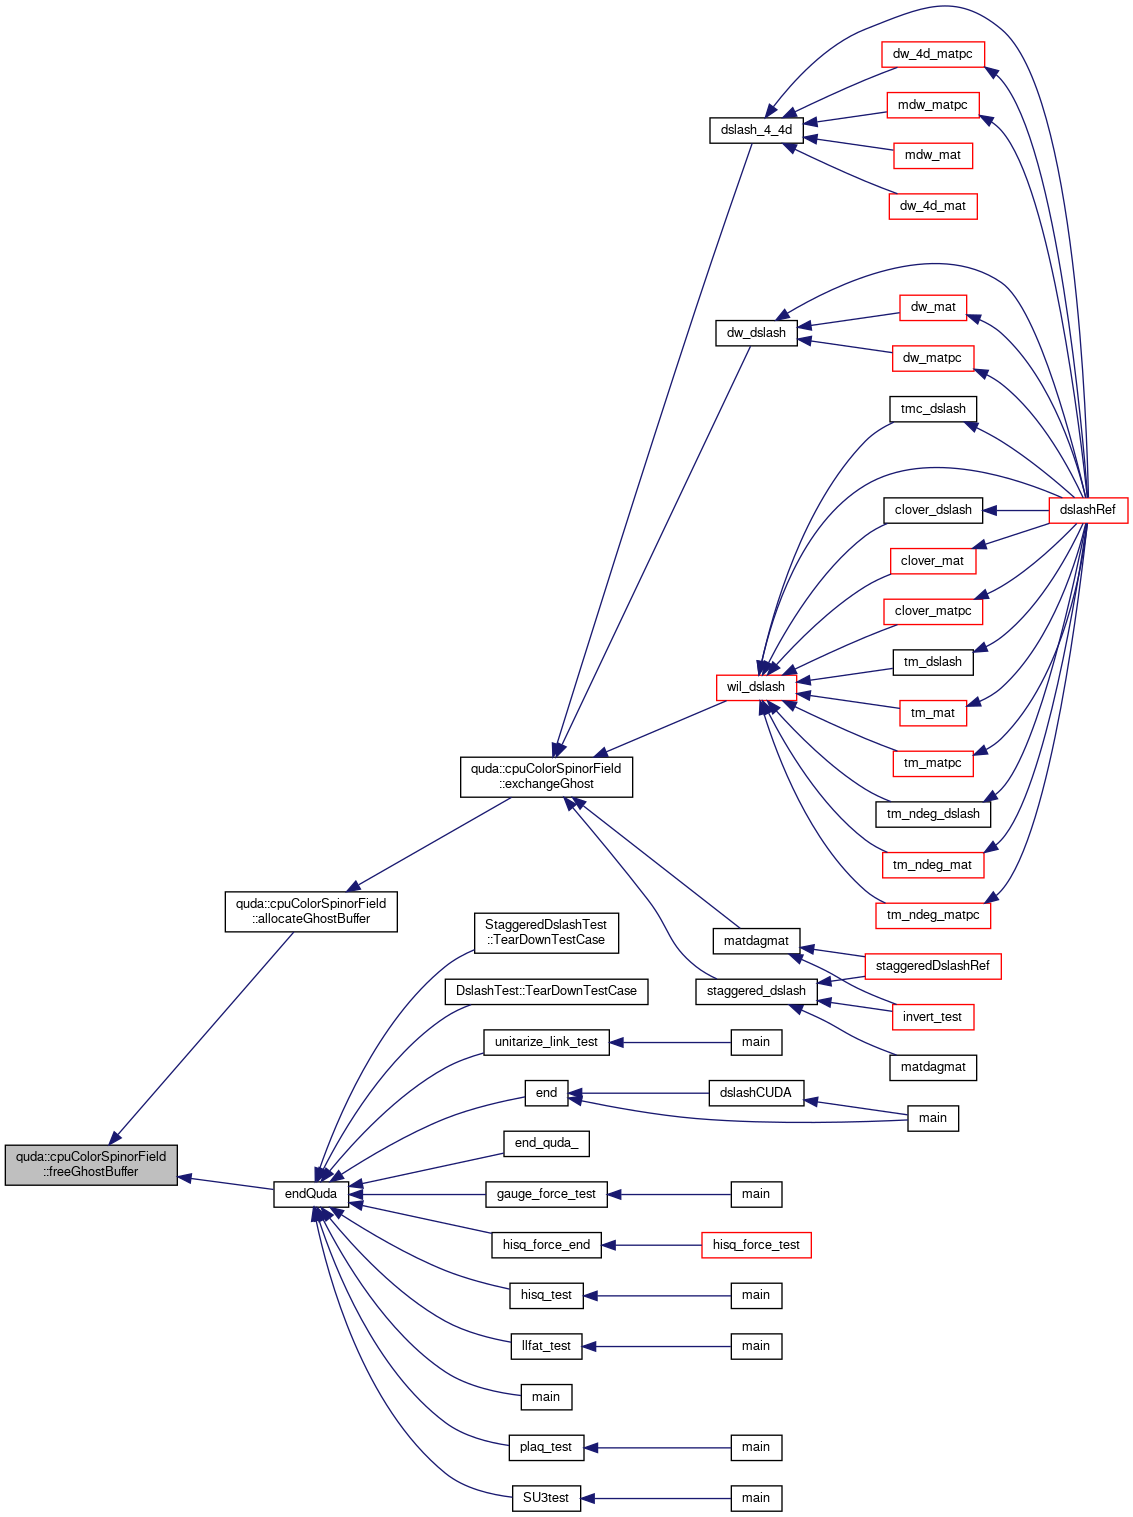 dw_4d_matpc
mdw_matpc
dslash_4_4d
mdw_mat
dw_4d_mat
dw_mat
dw_dslash
dw_matpc
tmc_dslash
clover_dslash
dslashRef
clover_mat
clover_matpc
tm_dslash
wil_dslash
tm_mat
tm_matpc
quda::cpuColorSpinorField
::exchangeGhost
tm_ndeg_dslash
tm_ndeg_mat
quda::cpuColorSpinorField
::allocateGhostBuffer
tm_ndeg_matpc
StaggeredDslashTest
::TearDownTestCase
matdagmat
staggeredDslashRef
DslashTest::TearDownTestCase
staggered_dslash
invert_test
unitarize_link_test
main
matdagmat
end
dslashCUDA
main
end_quda_
quda::cpuColorSpinorField
::freeGhostBuffer
endQuda
gauge_force_test
main
hisq_force_end
hisq_force_test
hisq_test
main
llfat_test
main
main
plaq_test
main
SU3test
main